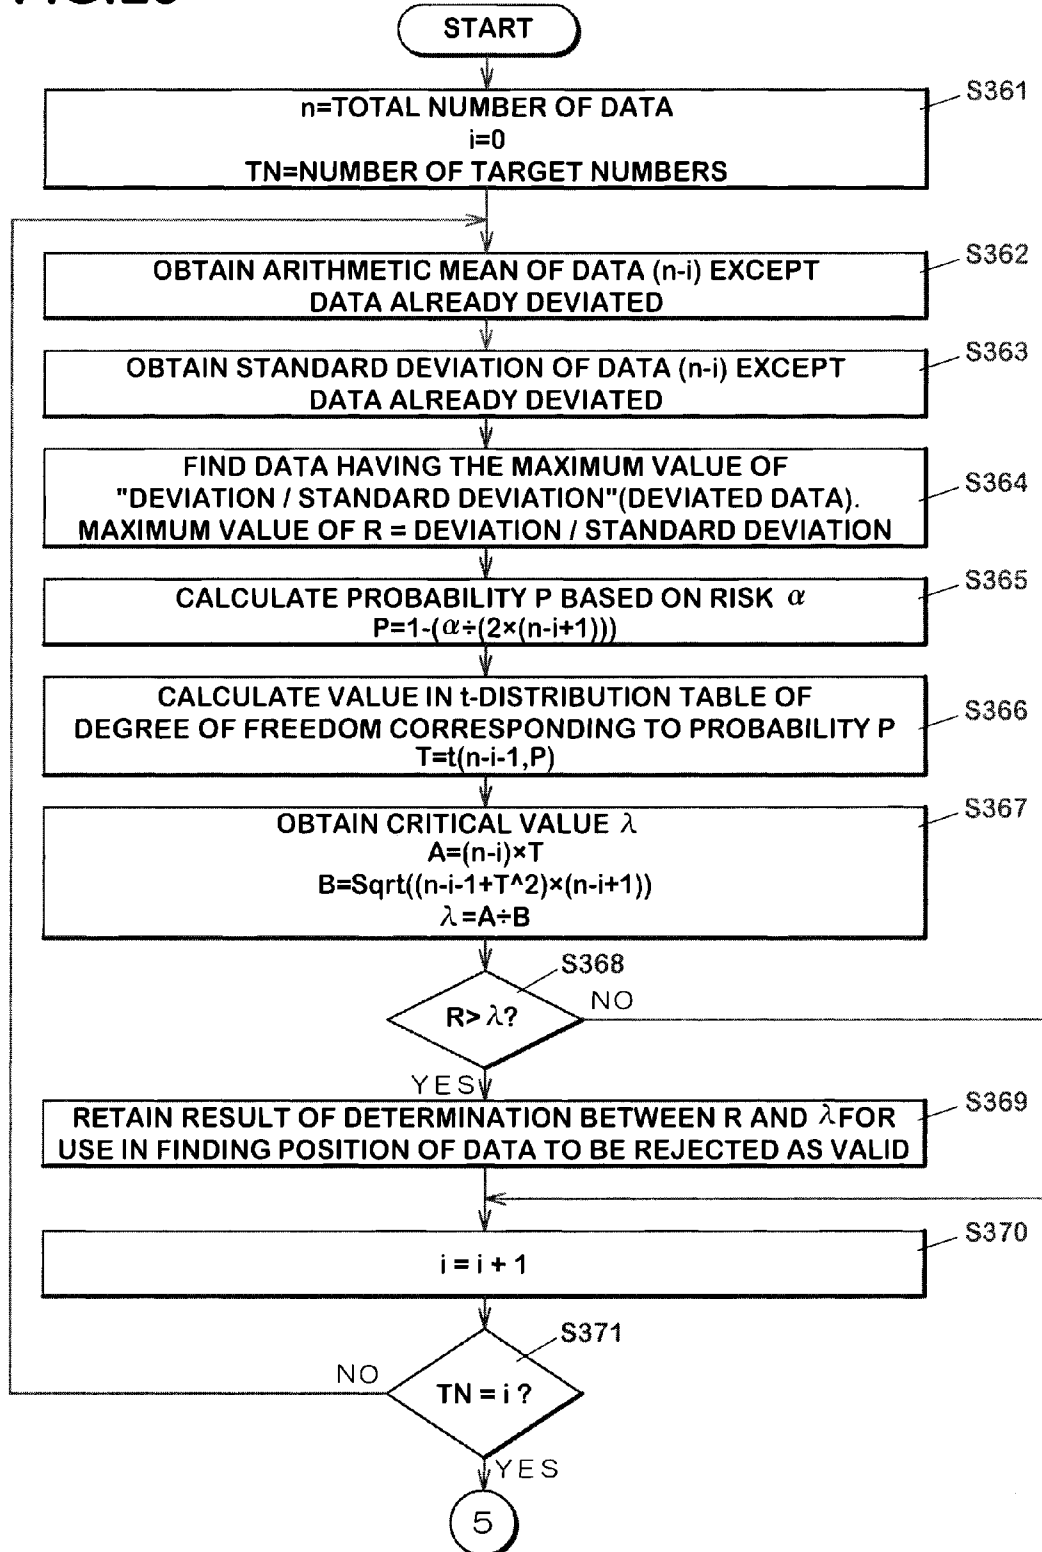 START
S361
n=TOTAL NUMBER OF DATA
i=0
TN=NUMBER OF TARGET NUMBERS
S362
OBTAIN ARITHMETIC MEAN OF DATA (n-i) EXCEPT
DATA ALREADY DEVIATED
S363
OBTAIN STANDARD DEVIATION OF DATA (n-i) EXCEPT
DATA ALREADY DEVIATED
S364
FIND DATA HAVING THE MAXIMUM VALUE OF
"DEVIATION / STANDARD DEVIATION"(DEVIATED DATA).
MAXIMUM VALUE OF R = DEVIATION / STANDARD DEVIATION
S365
CALCULATE PROBABILITY P BASED ON RISK α
P=1-(α÷(2×(n-i+1)))
S366
CALCULATE VALUE IN t-DISTRIBUTION TABLE OF
DEGREE OF FREEDOM CORRESPONDING TO PROBABILITY P
T=t(n-i-1,P)
S367
OBTAIN CRITICAL VALUE λ
A=(n-i)×T
B=Sqrt((n-i-1+T^2)×(n-i+1))
λ=A÷B
S368
R> λ?
NO
YES
S369
RETAIN RESULT OF DETERMINATION BETWEEN R AND λ FOR
USE IN FINDING POSITION OF DATA TO BE REJECTED AS VALID
S370
i = i + 1
S371
TN = i ?
NO
YES
5